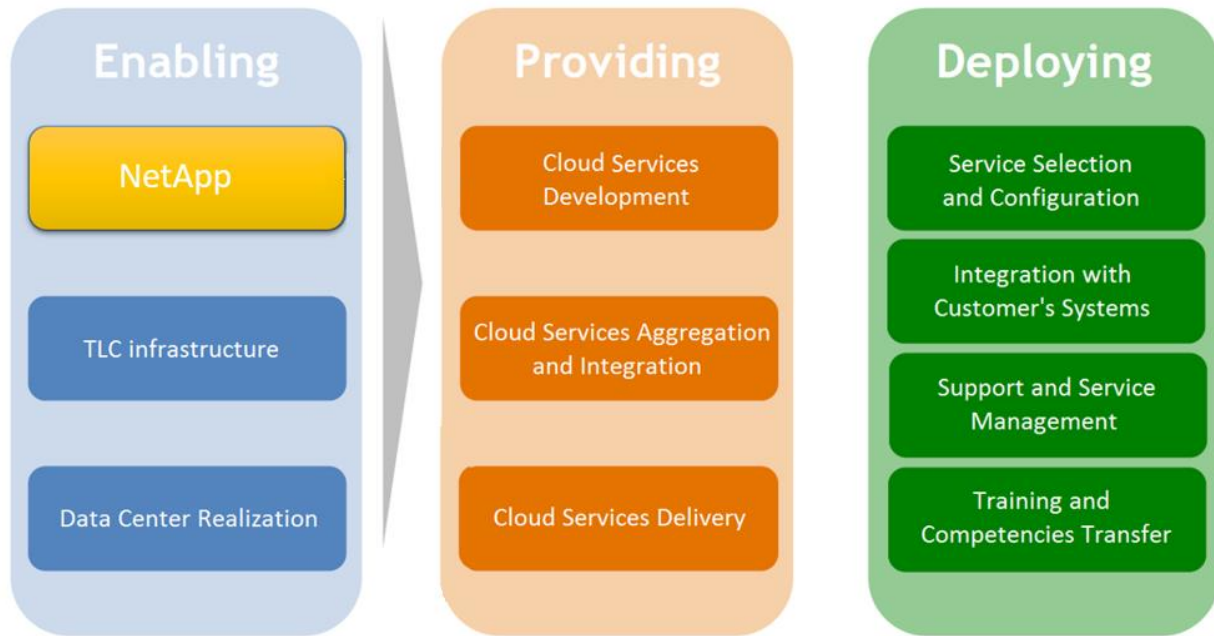 Enabling
NetApp
TLC infrastructure
Data Center Realization
Providing
Cloud Services
Development
Cloud Services Aggregation
and Integration
Cloud Services Delivery
Deploying
Service Selection
and Configuration
Integration with
Customer's Systems
Support and Service
Management
Training and
Competencies Transfer